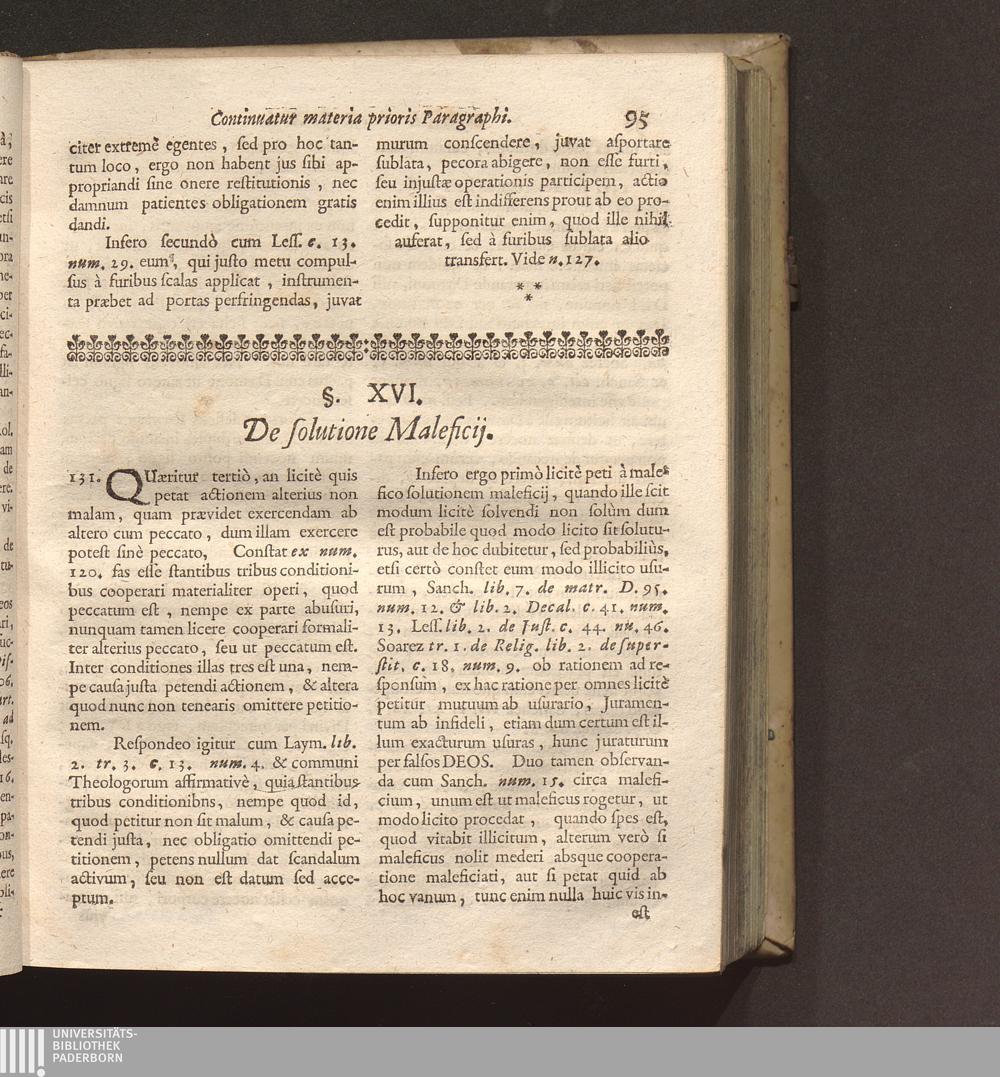 Continuatur materia prioris Paragraphi. 95
citer extremè egentes, sed pro hoc tan-
tum loco, ergo non habent jus sibi ap-
propriandi sine onere restitutionis, nec
damnum patientes obligationem gratis
dandi.
Infero secundò cum Less. c. 13.
num. 29. eum, qui justo metu compul-
sus à furibus scalas applicat, instrumen-
ta præbet ad portas perfringendas, juvat
murum conscendere, juvat asportare
sublata, pecora abigere, non esse furti,
seu injustæ operationis participem, actio
enim illius est indifferens prout ab eo pro-
cedit, supponitur enim, quod ille nihil
auferat, sed à furibus sublata alio
transfert. Vide n. 127.
* *
*
§. XVI.
De solutione Maleficij.
131. QUæritur tertiò, an licitè quis
petat actionem alterius non
malam, quam prævidet exercendam ab
altero cum peccato, dum illam exercere
potest sinè peccato, Constat ex num.
120. fas esse stantibus tribus conditioni-
bus cooperari materialiter operi, quod
peccatum est, nempe ex parte abusuri,
nunquam tamen licere cooperari formali-
ter alterius peccato, seu ut peccatum est.
Inter conditiones illas tres est una, nem-
pe causa justa petendi actionem, & altera
quod nunc non tenearis omittere petitio-
nem.
Respondeo igitur cum Laym. lib.
2. tr. 3. c. 13. num. 4. & communi
Theologorum affirmativè, quia stantibus
tribus conditionibns, nempe quod id,
quod petitur non sit malum, & causa pe-
tendi justa, nec obligatio omittendi pe-
titionem, petens nullum dat scandalum
activum, seu non est datum sed acce-
ptum.
Infero ergo primò licitè peti à male-
fico solutionem maleficij, quando ille scit
modum licitè solvendi non solùm dum
est probabile quod modo licito sit solutu-
rus, aut de hoc dubitetur, sed probabiliùs,
etsi certò constet eum modo illicito usu-
rum, Sanch. lib. 7. de matr. D. 95.
num. 12. & lib. 2. Decal. c. 41. num.
13. Less. lib. 2. de Just. c. 44. nu. 46.
Soarez tr. 1. de Relig. lib. 2. de super-
stit. c. 18. num. 9. ob rationem ad re-
sponsum, ex hac ratione per omnes licitè
petitur mutuum ab usurario, Juramen-
tum ab infideli, etiam dum certum est il-
lum exacturum usuras, hunc juraturum
per falsos DEOS. Duo tamen observan-
da cum Sanch. num. 15. circa malefi-
cium, unum est ut maleficus rogetur, ut
modo licito procedat, quando spes est,
quod vitabit illicitum, alterum verò si
maleficus nolit mederi absque coopera-
tione maleficiati, aut si petat quid ab
hoc vanum, tunc enim nulla huic vis in-
est
UNIVERSITÄTS-
BIBLIOTHEK
PADERBORN